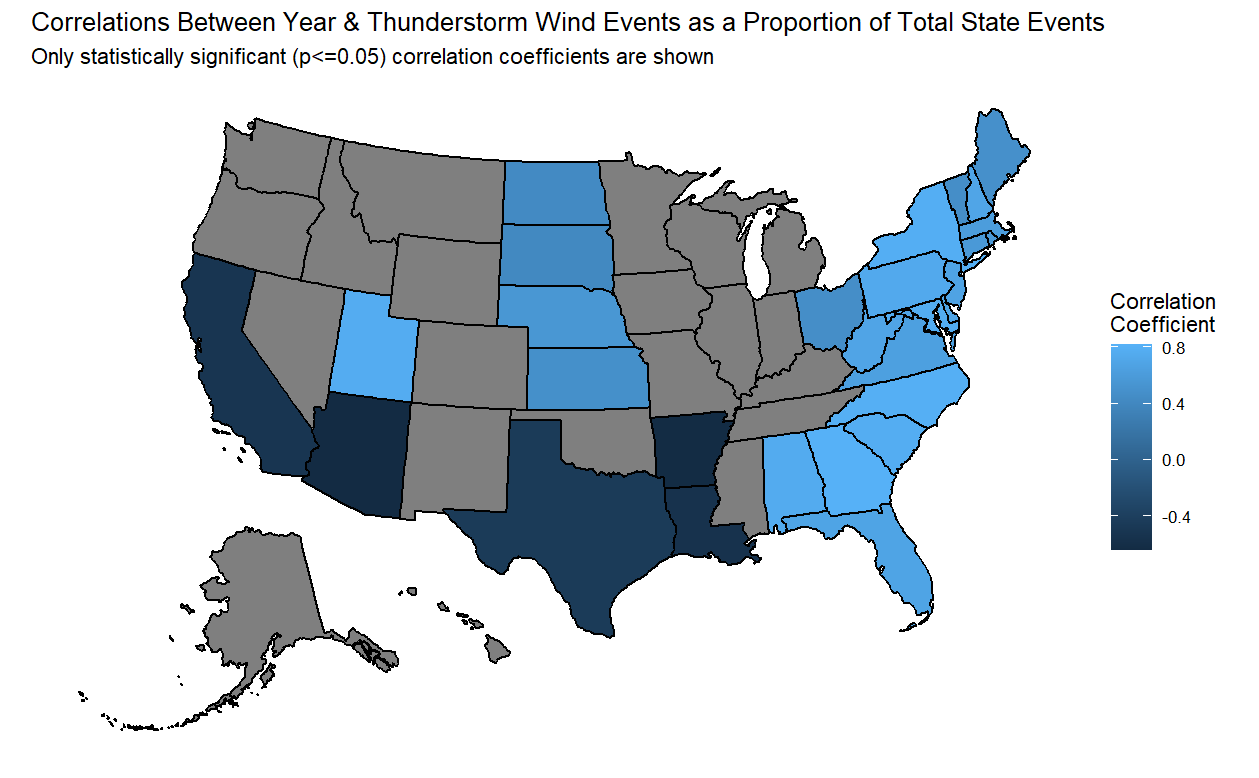 Correlations Between Year & Thunderstorm Wind Events as a Proportion of Total State Events
Only statistically significant (p<=0.05) correlation coefficients are shown
Correlation
Coefficient
0.8
0.4
0.0
-0.4